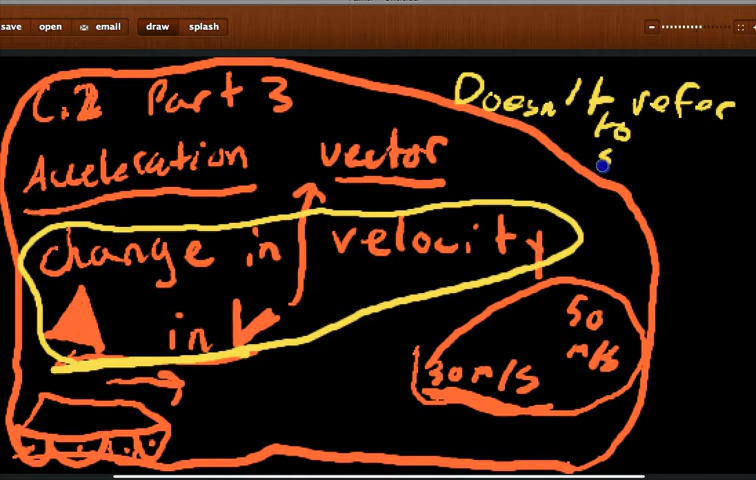 save open email draw splash
C.2 Part 3
Doesn't refer
to
s
Acceleration vector
change in velocity
Δ in V
50
m/s
30 m/s